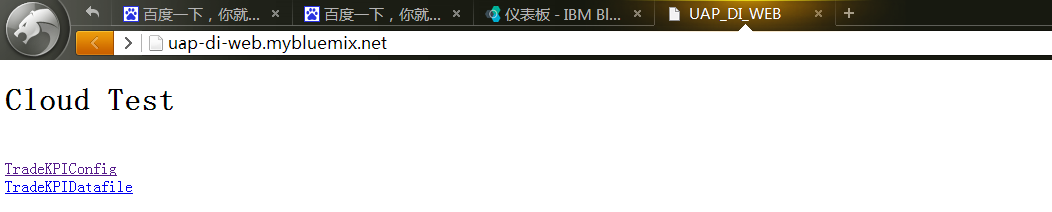 百度一下，你就...
百度一下，你就...
仪表板 - IBM Bl...
UAP_DI_WEB
uap-di-web.mybluemix.net
Cloud Test
TradeKPIConfig
TradeKPIDatafile